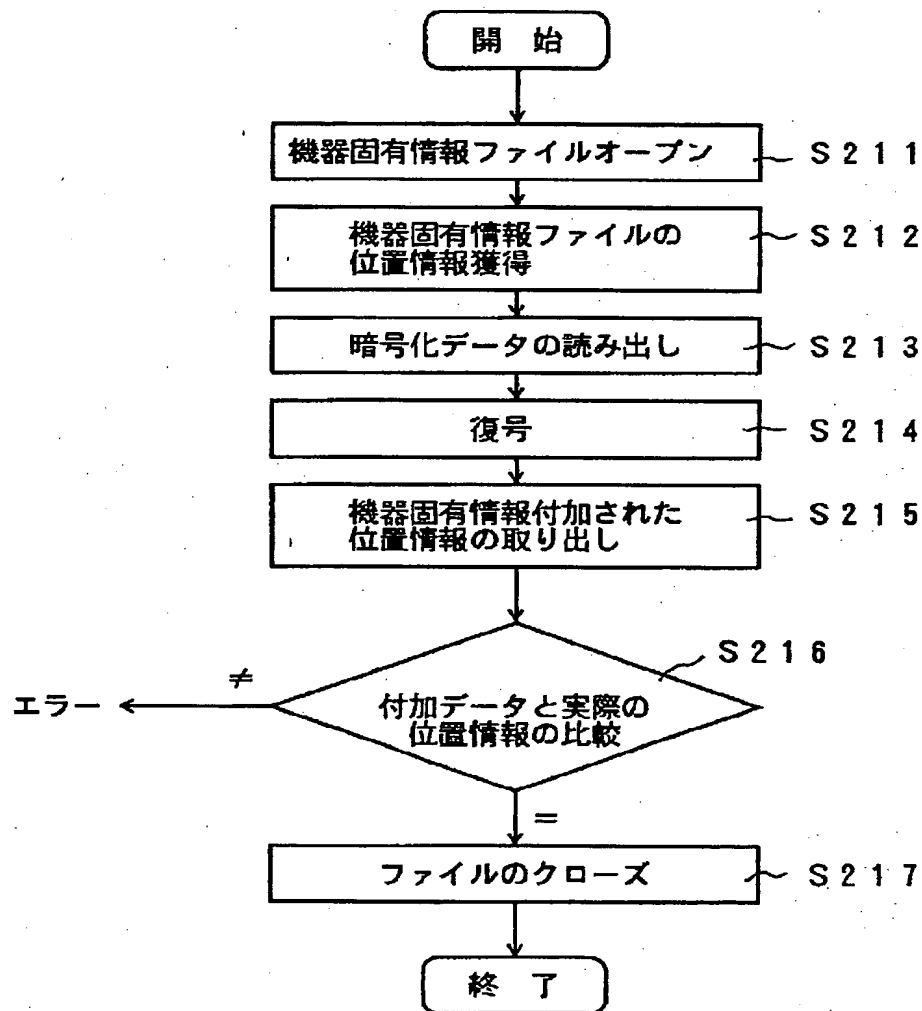 開 始
機器固有情報ファイルオープン
S211
機器固有情報ファイルの
位置情報獲得
S212
暗号化データの読み出し
S213
復号
S214
機器固有情報付加された
位置情報の取り出し
S215
S216
≠
エラー
付加データと実際の
位置情報の比較
=
ファイルのクローズ
S217
終 了